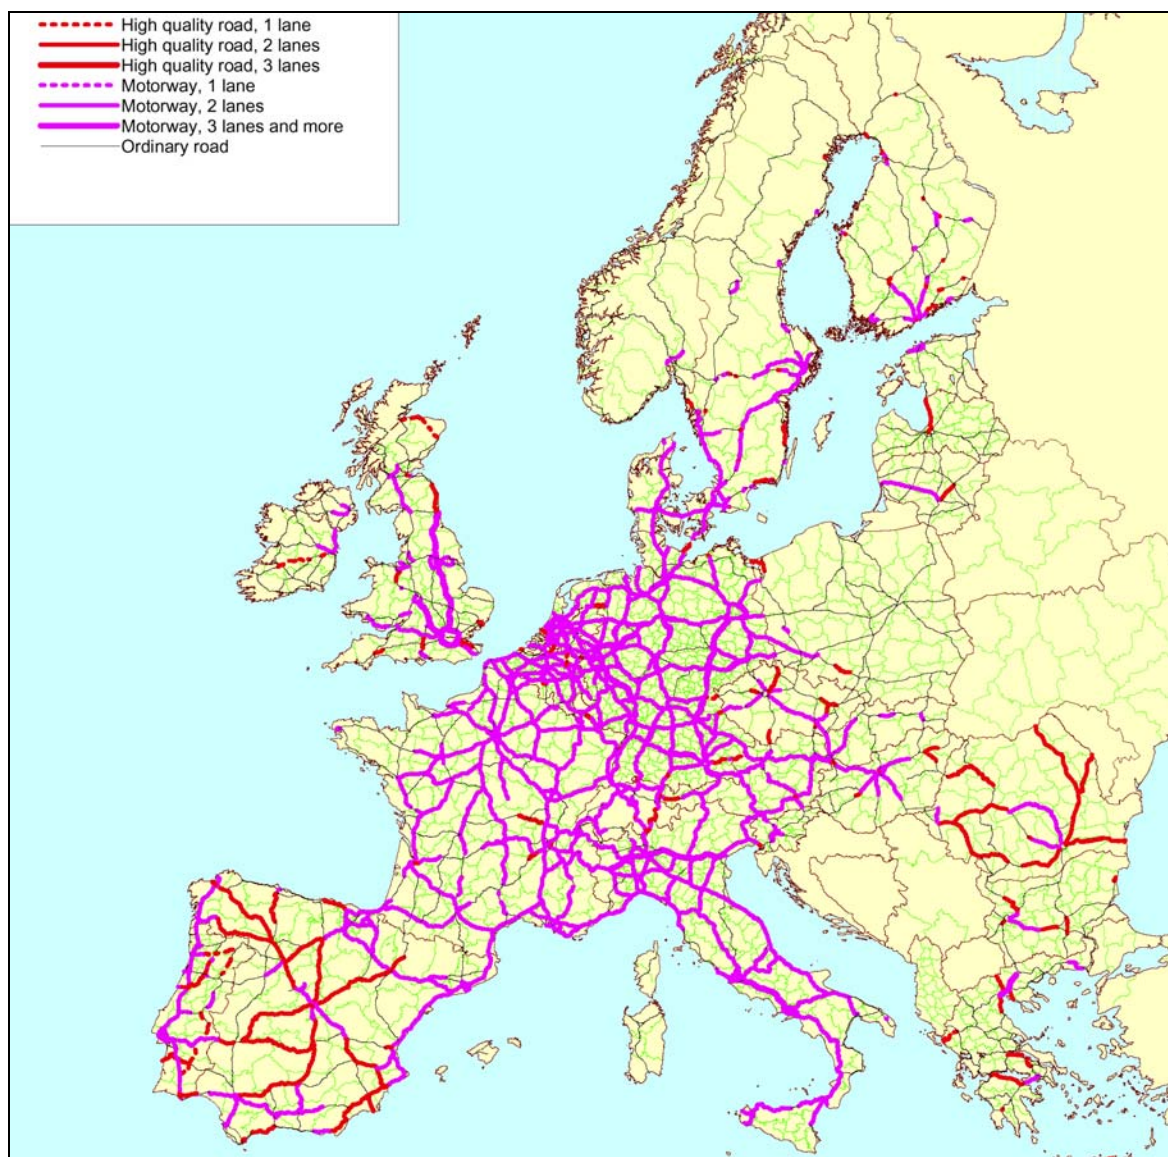 High quality road, 1 lane
High quality road, 2 lanes
High quality road, 3 lanes
Motorway, 1 lane
Motorway, 2 lanes
Motorway, 3 lanes and more
Ordinary road